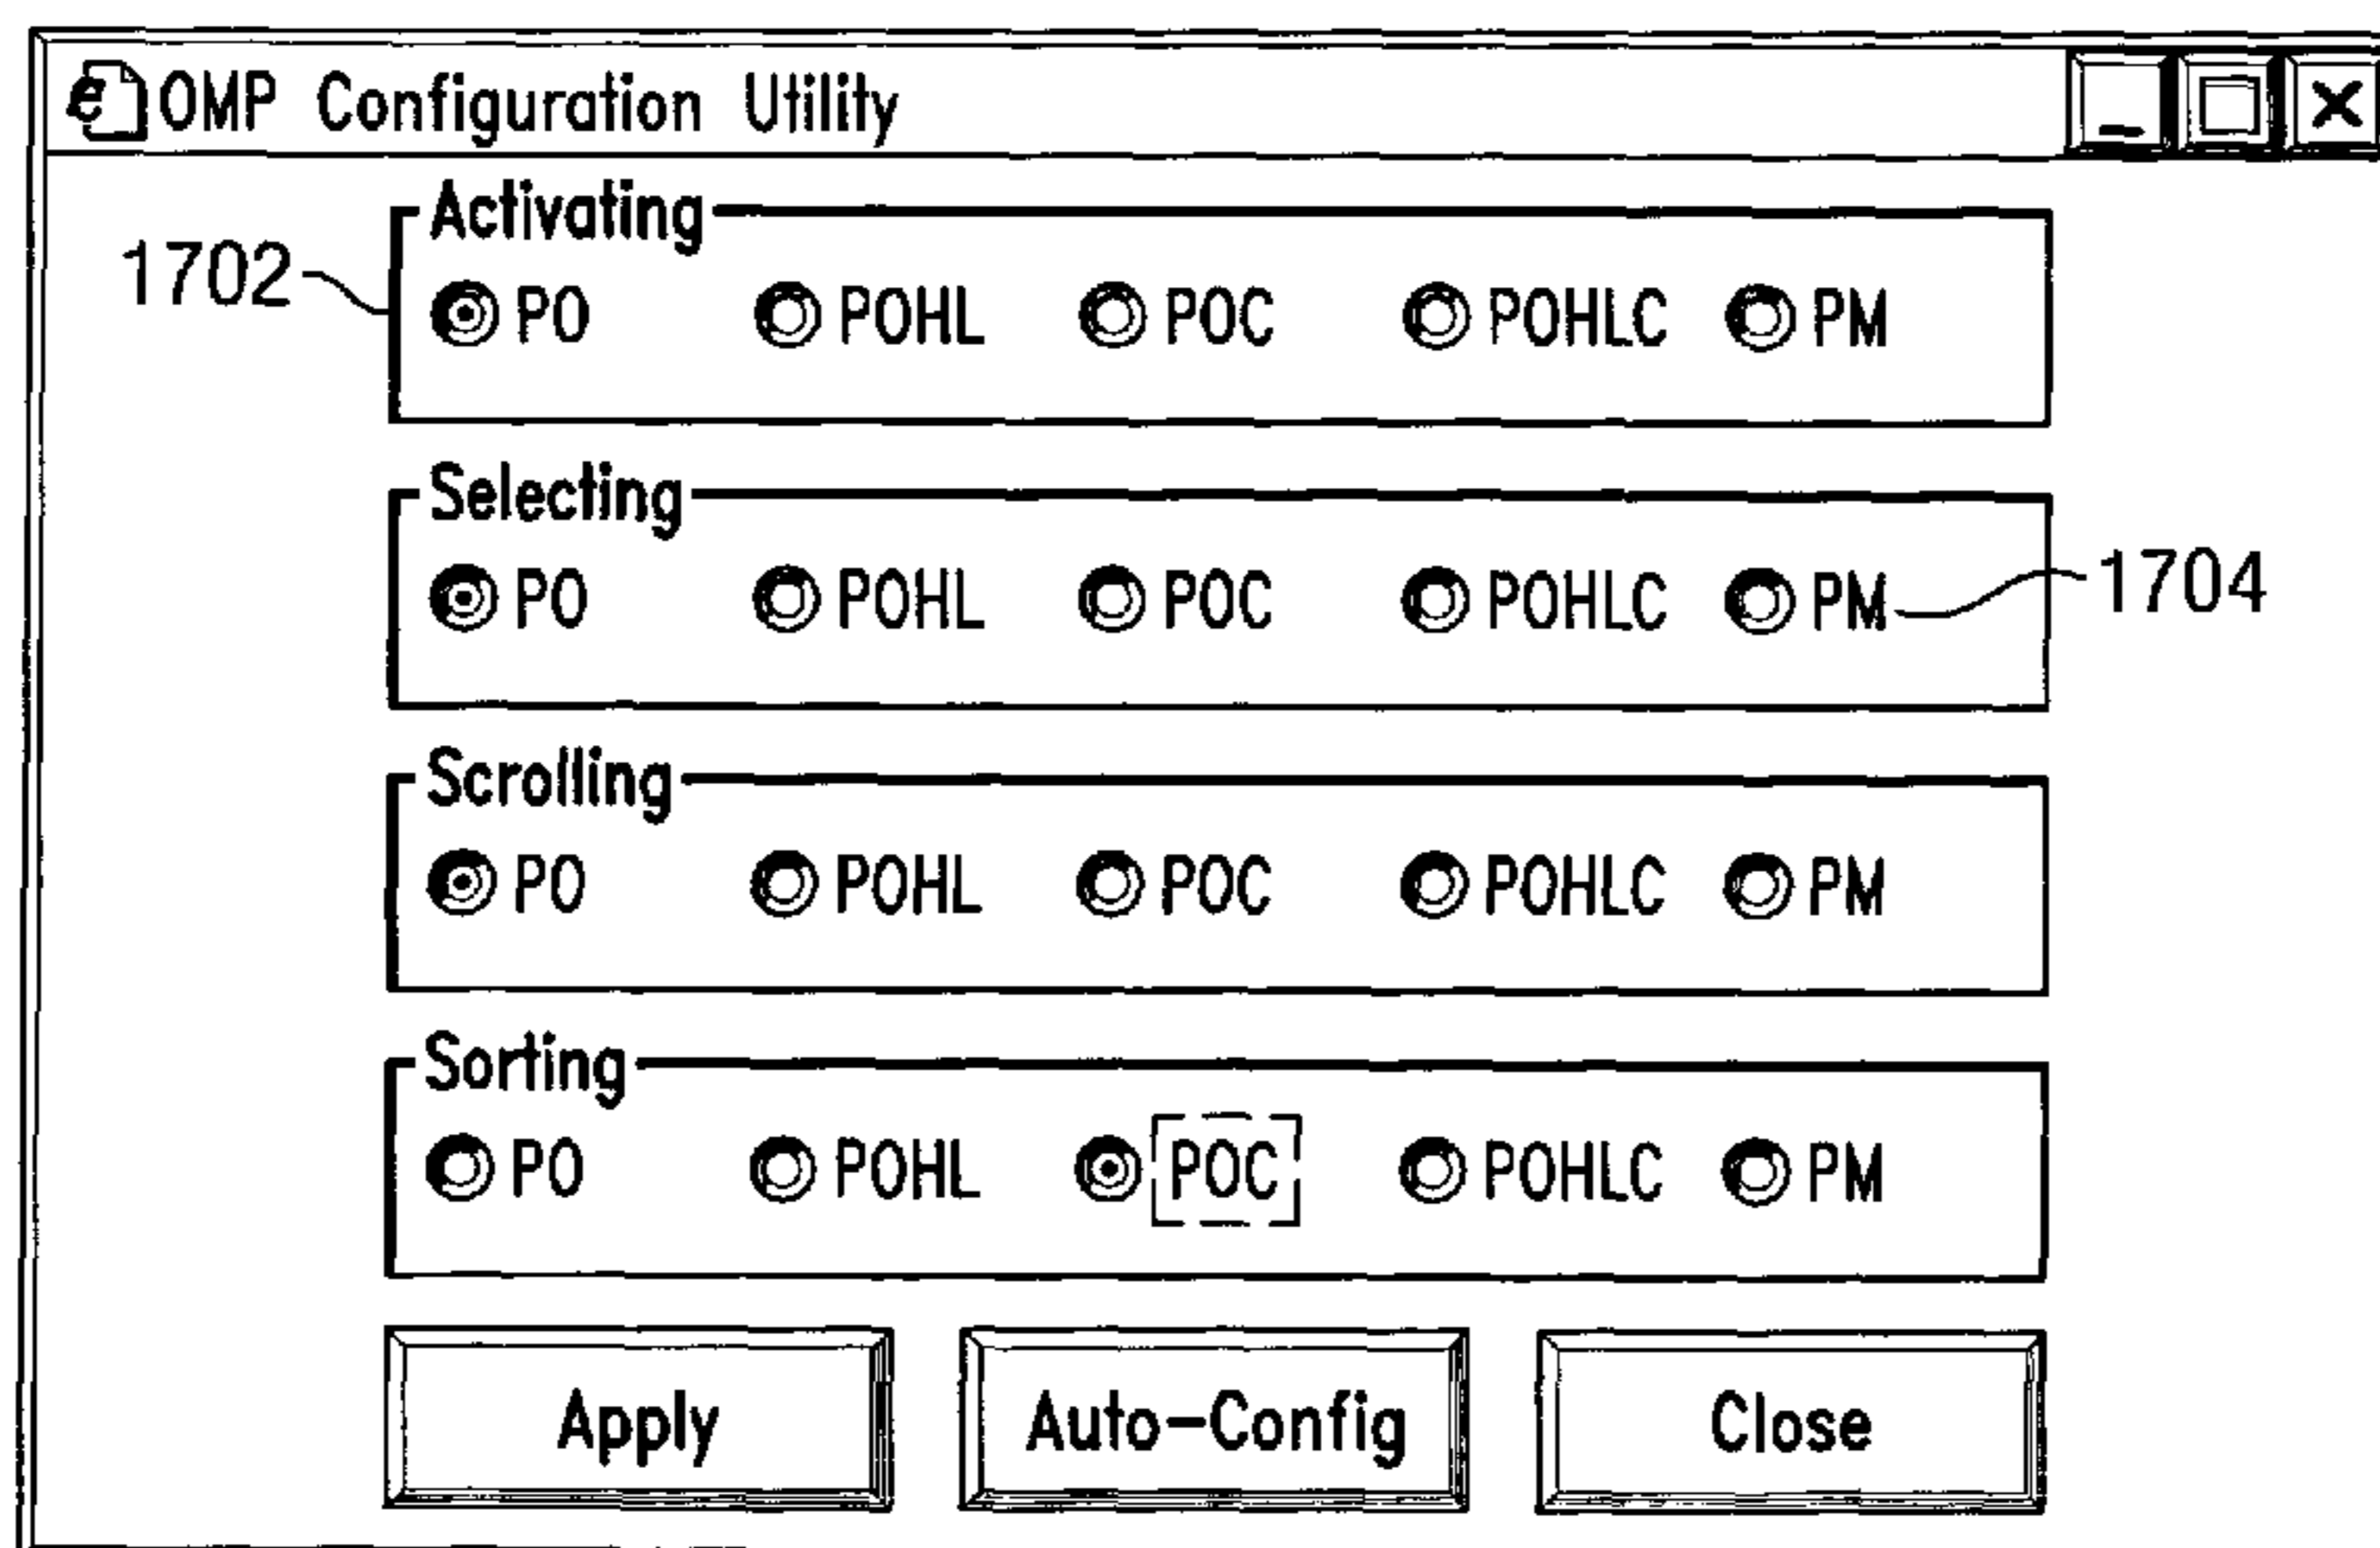 OMP Configuration Utility
Activating
1702
PO POHL POC POHLC PM
Selecting
PO POHL POC POHLC PM
1704
Scrolling
PO POHL POC POHLC PM
Sorting
PO POHL POC POHLC PM
Apply Auto-Config Close